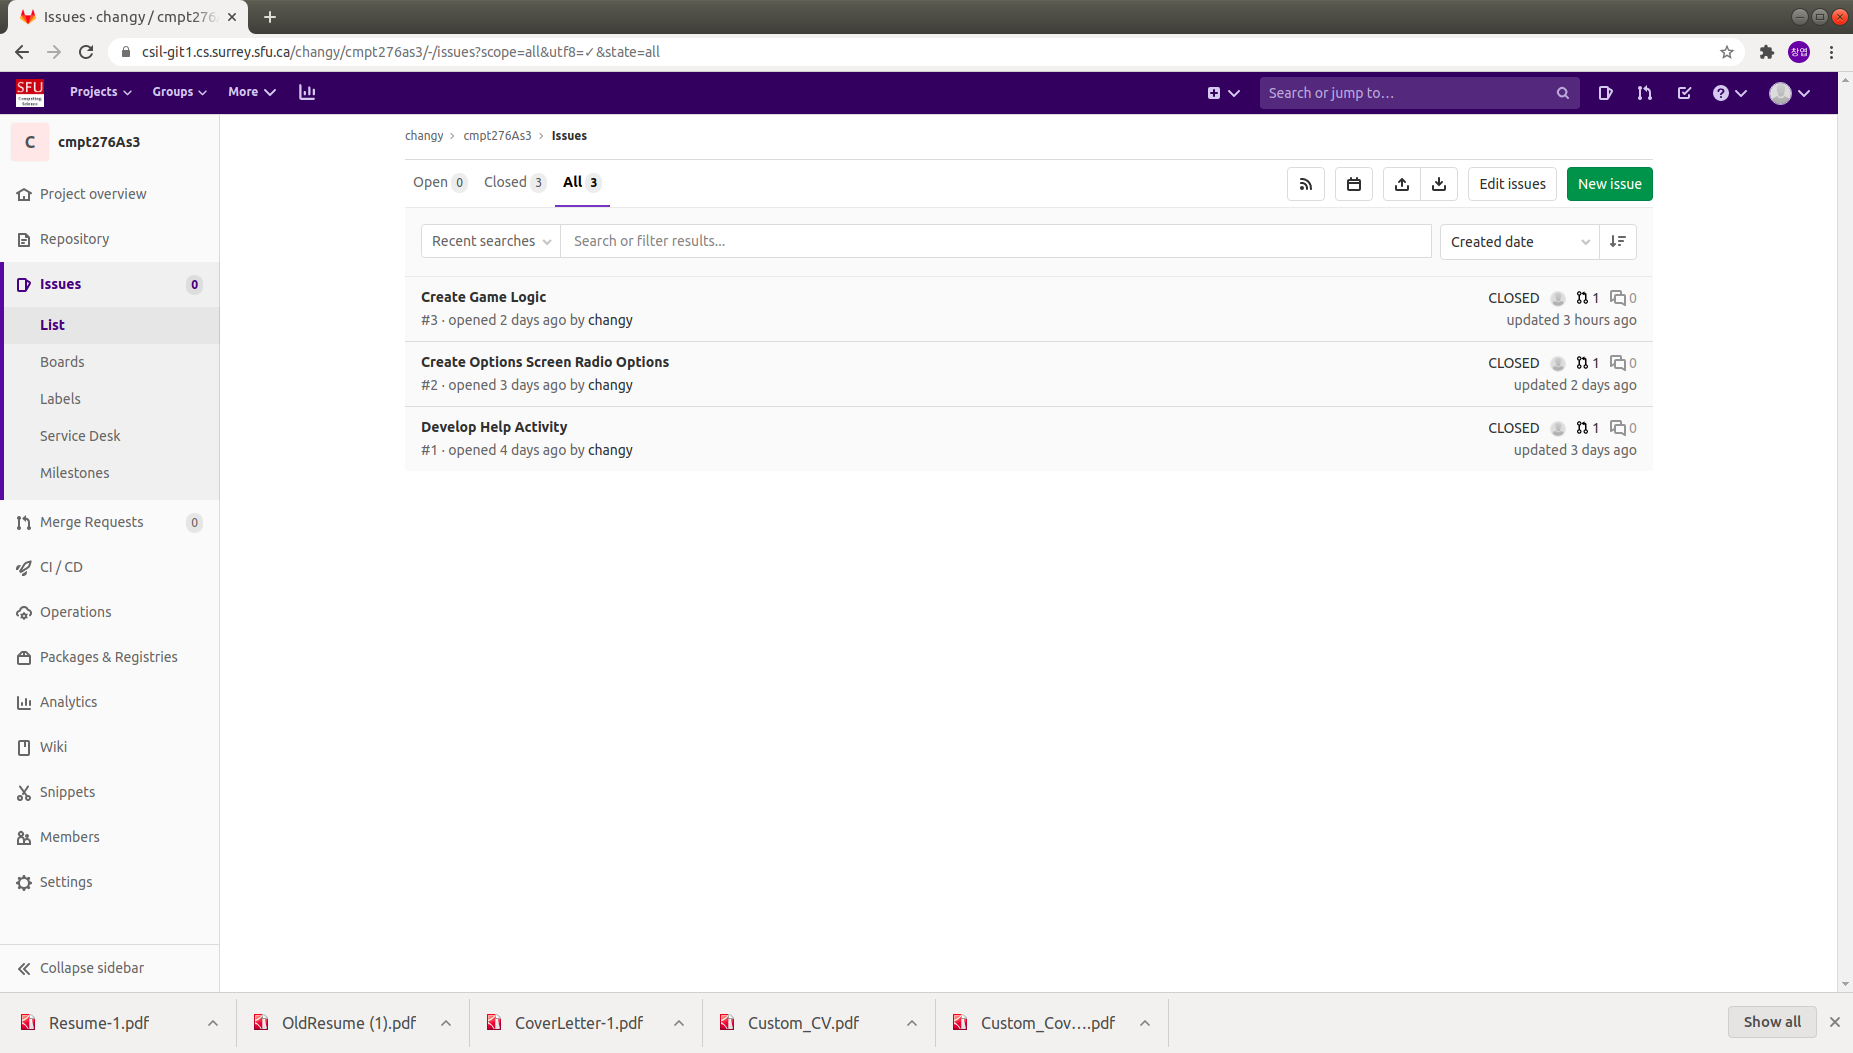 Issues · changy / cmpt276
csil-git1.cs.surrey.sfu.ca/changy/cmpt276as3/-/issues?scope=all&utf8=✓&state=all
창엽
SFU
Computing
Science
Projects
Groups
More
Search or jump to…
C
cmpt276As3
Project overview
Repository
Issues 0
List
Boards
Labels
Service Desk
Milestones
Merge Requests 0
CI / CD
Operations
Packages & Registries
Analytics
Wiki
Snippets
Members
Settings
Collapse sidebar
changy > cmpt276As3 > Issues
Open 0 Closed 3 All 3
Edit issues
New issue
Recent searches
Search or filter results...
Created date
Create Game Logic
#3 · opened 2 days ago by changy
CLOSED 1 0
updated 3 hours ago
Create Options Screen Radio Options
#2 · opened 3 days ago by changy
CLOSED 1 0
updated 2 days ago
Develop Help Activity
#1 · opened 4 days ago by changy
CLOSED 1 0
updated 3 days ago
Resume-1.pdf
OldResume (1).pdf
CoverLetter-1.pdf
Custom_CV.pdf
Custom_Cov….pdf
Show all